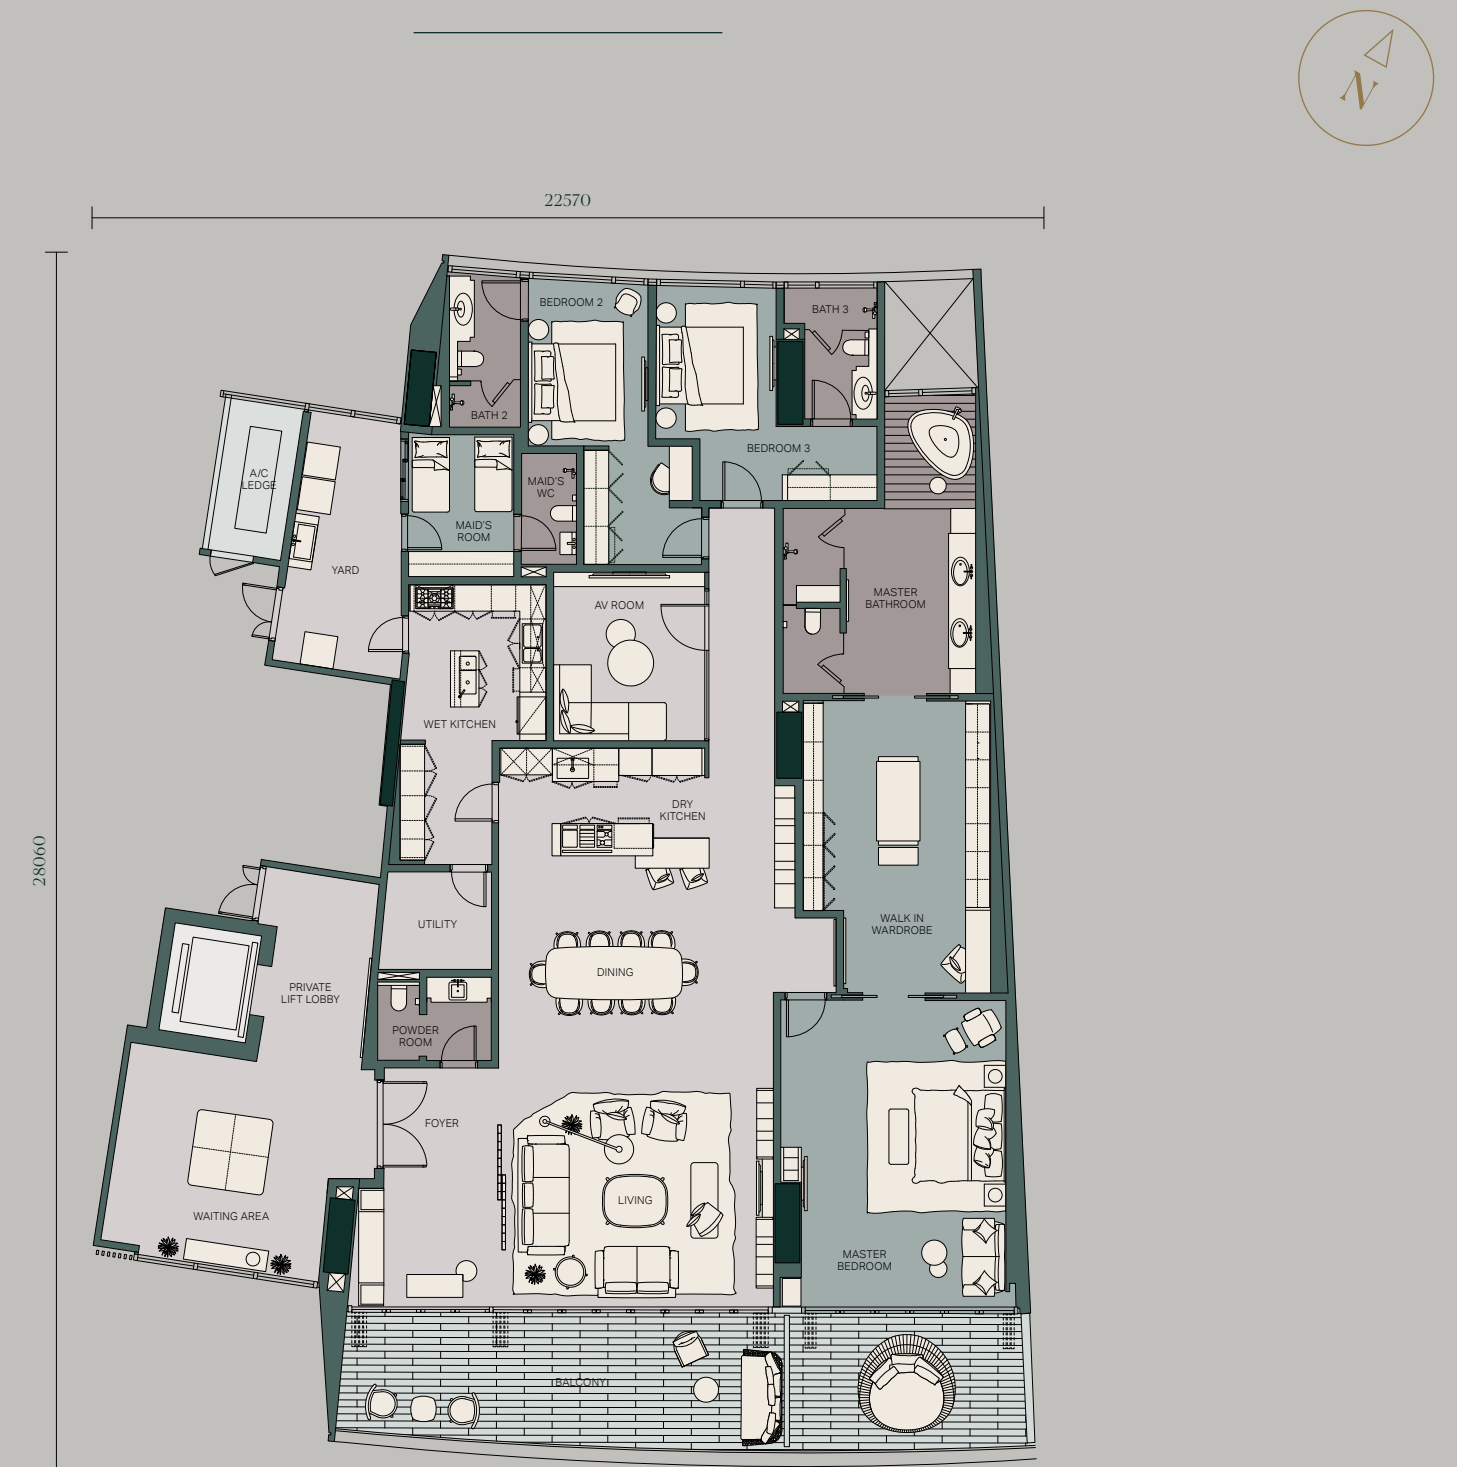 N
22570
BEDROOM 2
BATH 3
BATH 2
BEDROOM 3
A/C
LEDGE
MAID'S
WC
MAID'S
ROOM
YARD
AV ROOM
MASTER
BATHROOM
WET KITCHEN
DRY
KITCHEN
28060
UTILITY
WALK IN
WARDROBE
DINING
PRIVATE
LIFT LOBBY
POWDER
ROOM
FOYER
LIVING
WAITING AREA
MASTER
BEDROOM
BALCONY